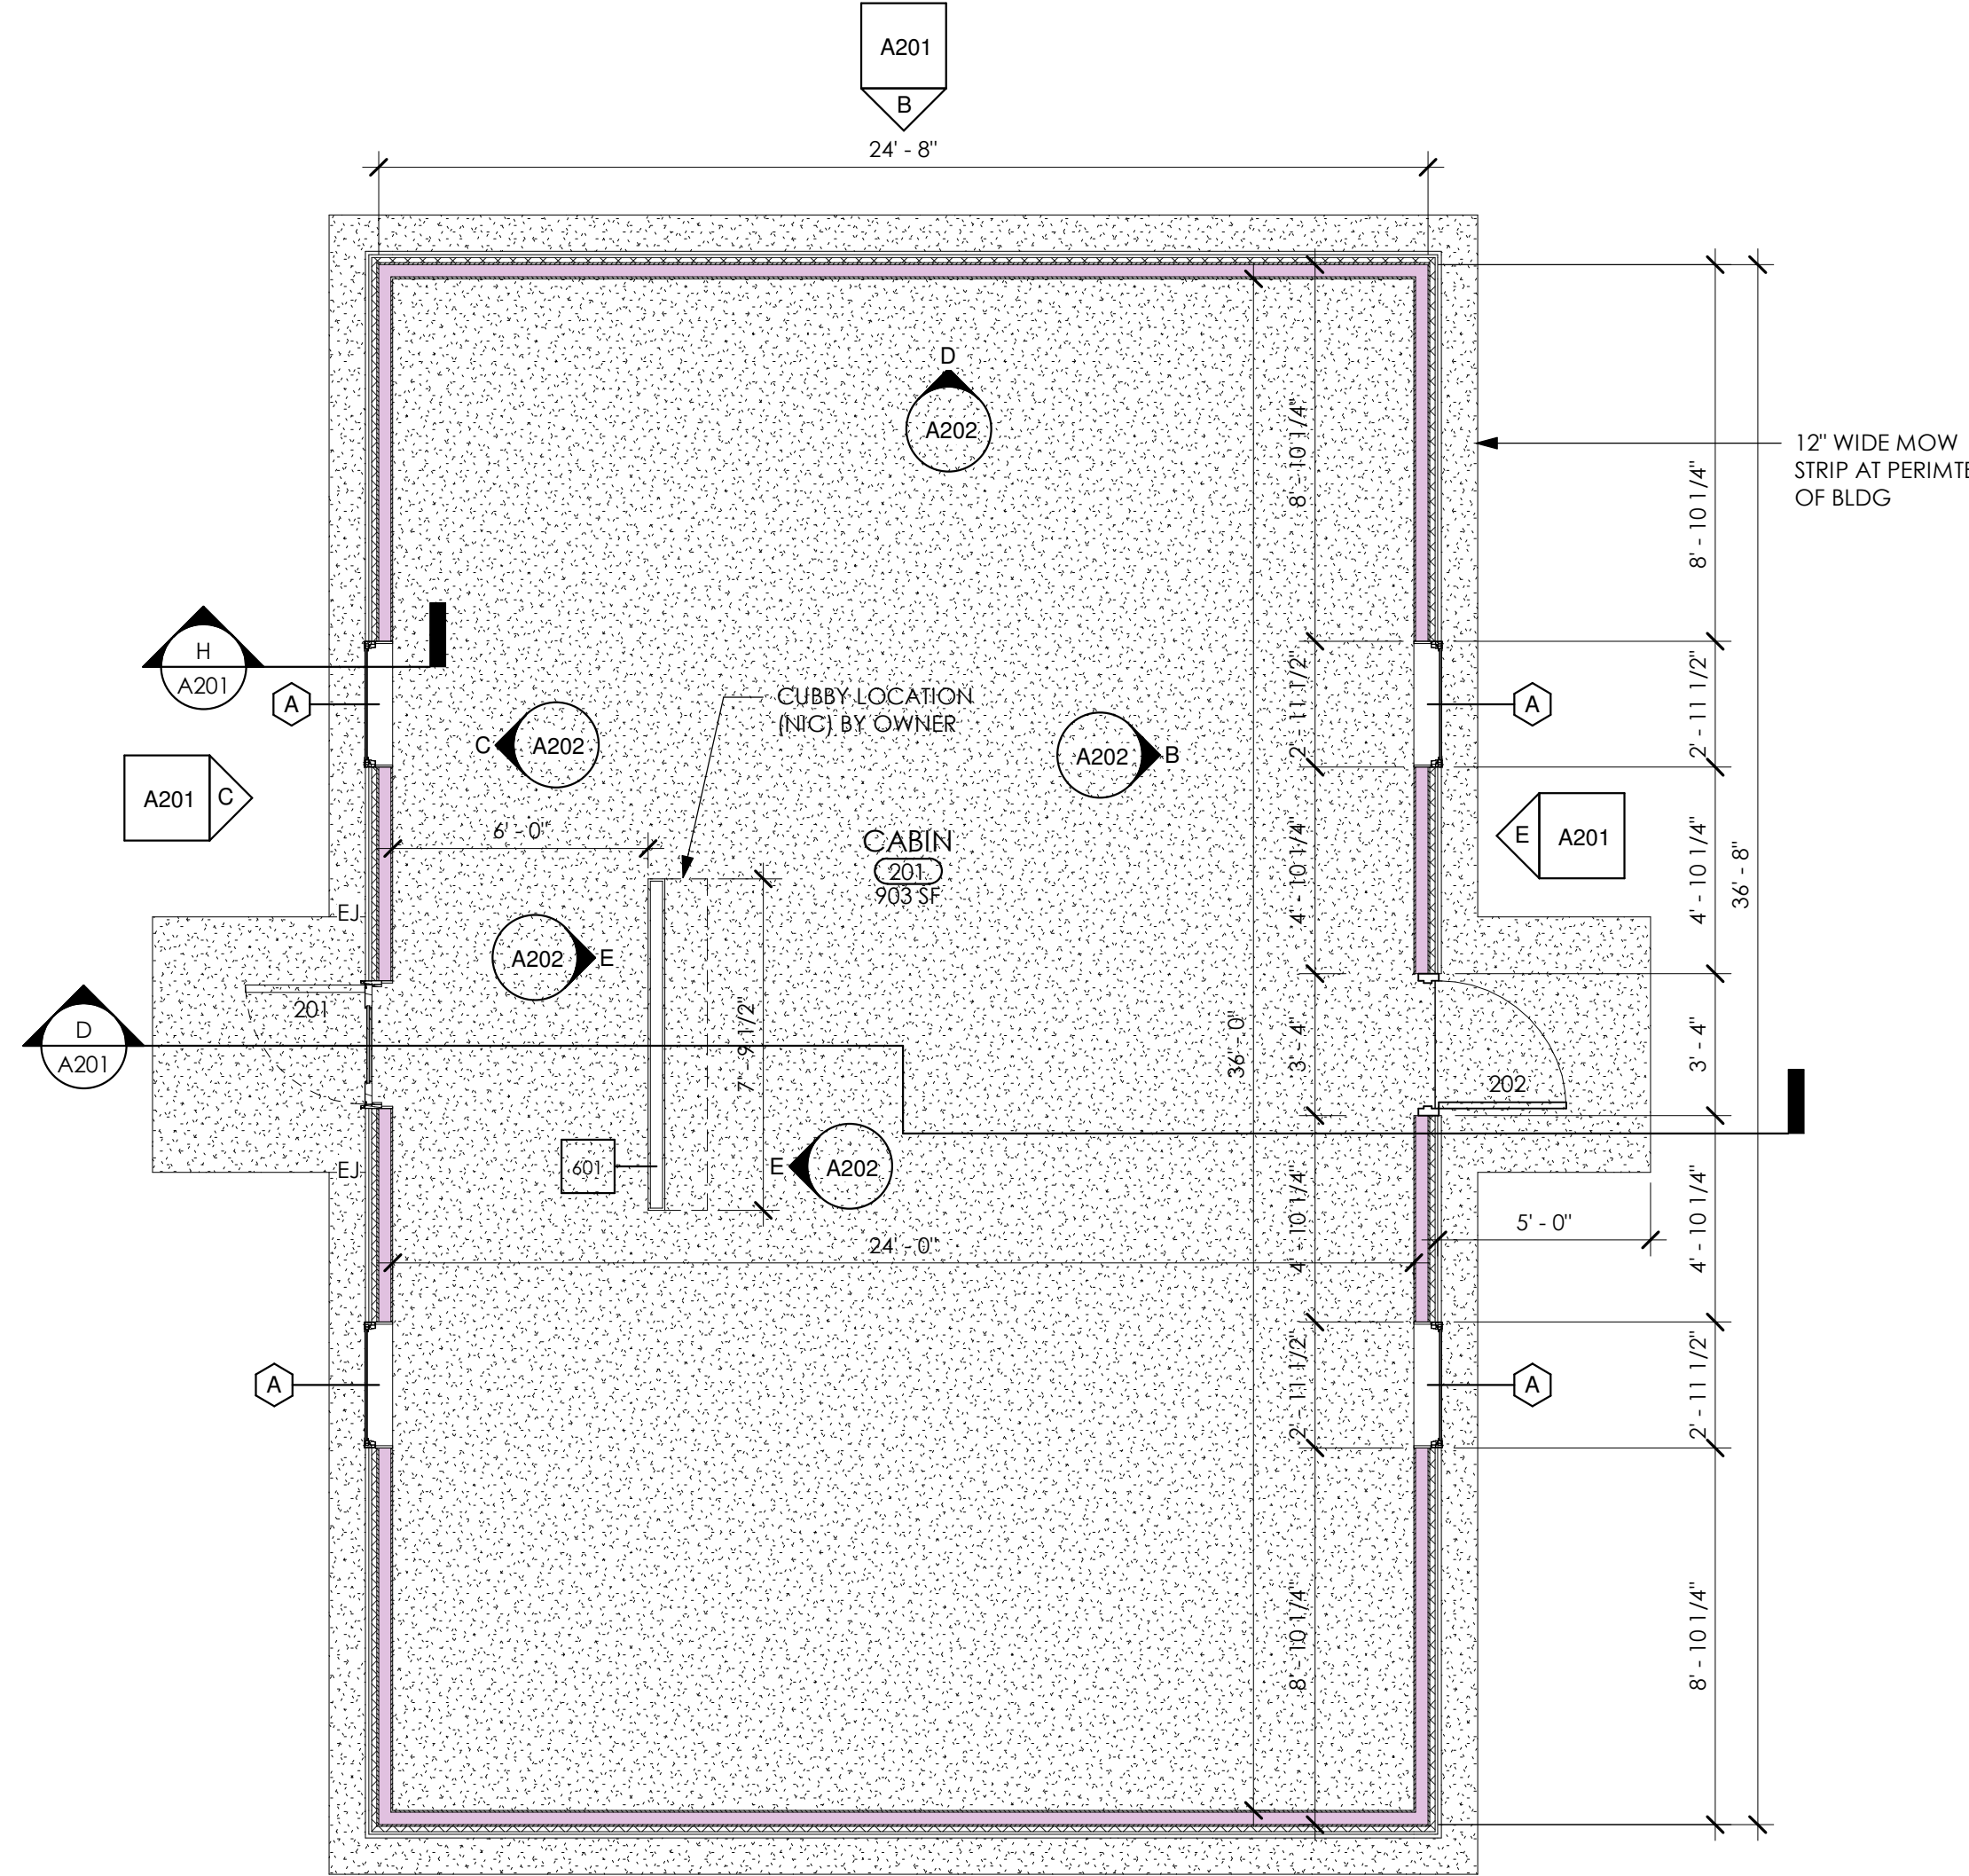 A201
B
24' - 8"
D
A202
8' - 10 1/4"
12" WIDE MOW
STRIP AT PERIMTE
OF BLDG
8' - 10 1/4"
H
A201
A
CUBBY LOCATION
(NIC) BY OWNER
2' - 11 1/2"
A
2' - 11 1/2"
C
A202
A202
B
A201
C
6' - 0"
CABIN
201
903 SF
4' - 10 1/4"
E
A201
4' - 10 1/4"
36' - 8"
EJ
A202
E
201
D
A201
7' - 9 1/2"
36' - 0"
3' - 4"
202
3' - 4"
601
E
A202
EJ
4' - 10 1/4"
4' - 10 1/4"
5' - 0"
24' - 0"
A
2' - 11 1/2"
A
2' - 11 1/2"
8' - 10 1/4"
8' - 10 1/4"